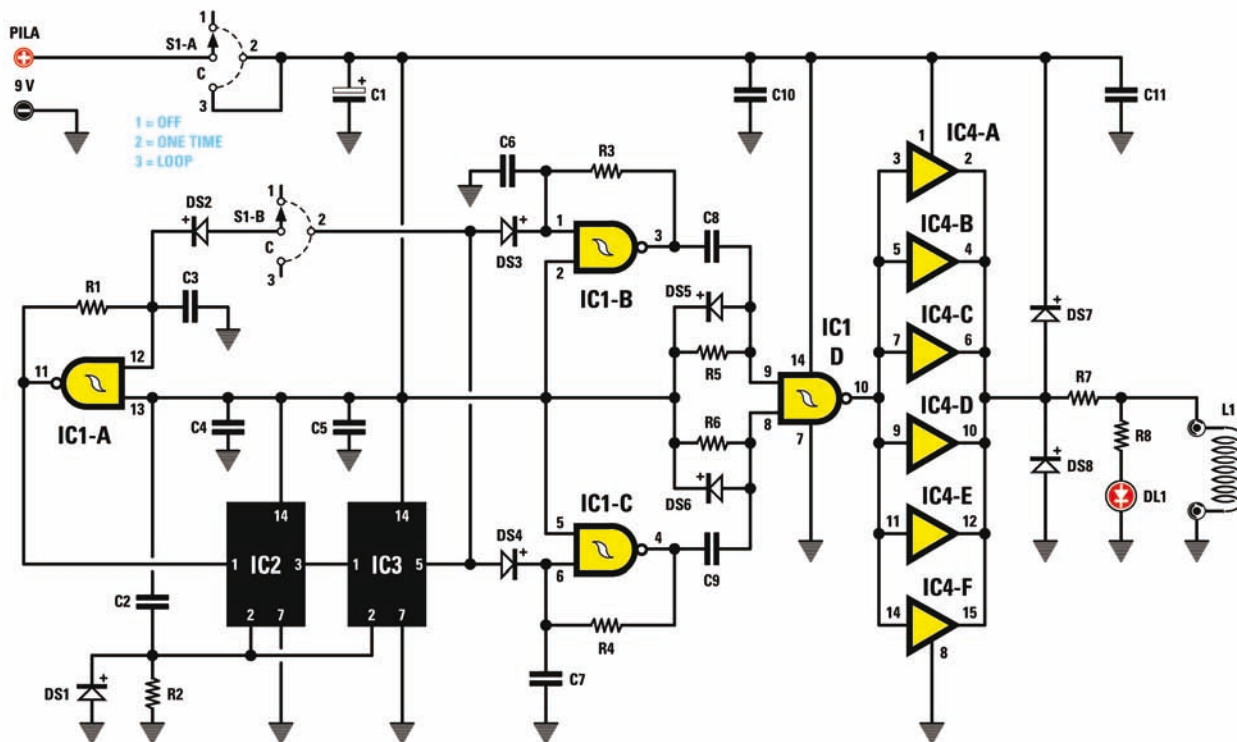 PILA
+
9 V
-
1
S1-A
2
C
3
1 = OFF
2 = ONE TIME
3 = LOOP
+
C1
C10
C11
DS2
+
1
S1-B
2
C
3
C6
R3
DS3
+
1
2
3
IC1-B
C8
R1
C3
11
12
13
IC1-A
C4
C5
DS5
+
R5
R6
DS6
+
9
8
14
7
10
IC1
D
IC4-A
1
3
2
IC4-B
5
4
IC4-C
7
6
IC4-D
9
10
IC4-E
11
12
IC4-F
14
15
8
DS7
+
DS8
+
R7
R8
DL1
L1
14
1
IC2
3
2
7
14
1
IC3
5
2
7
DS4
+
IC1-C
5
6
4
C9
R4
C7
C2
DS1
+
R2